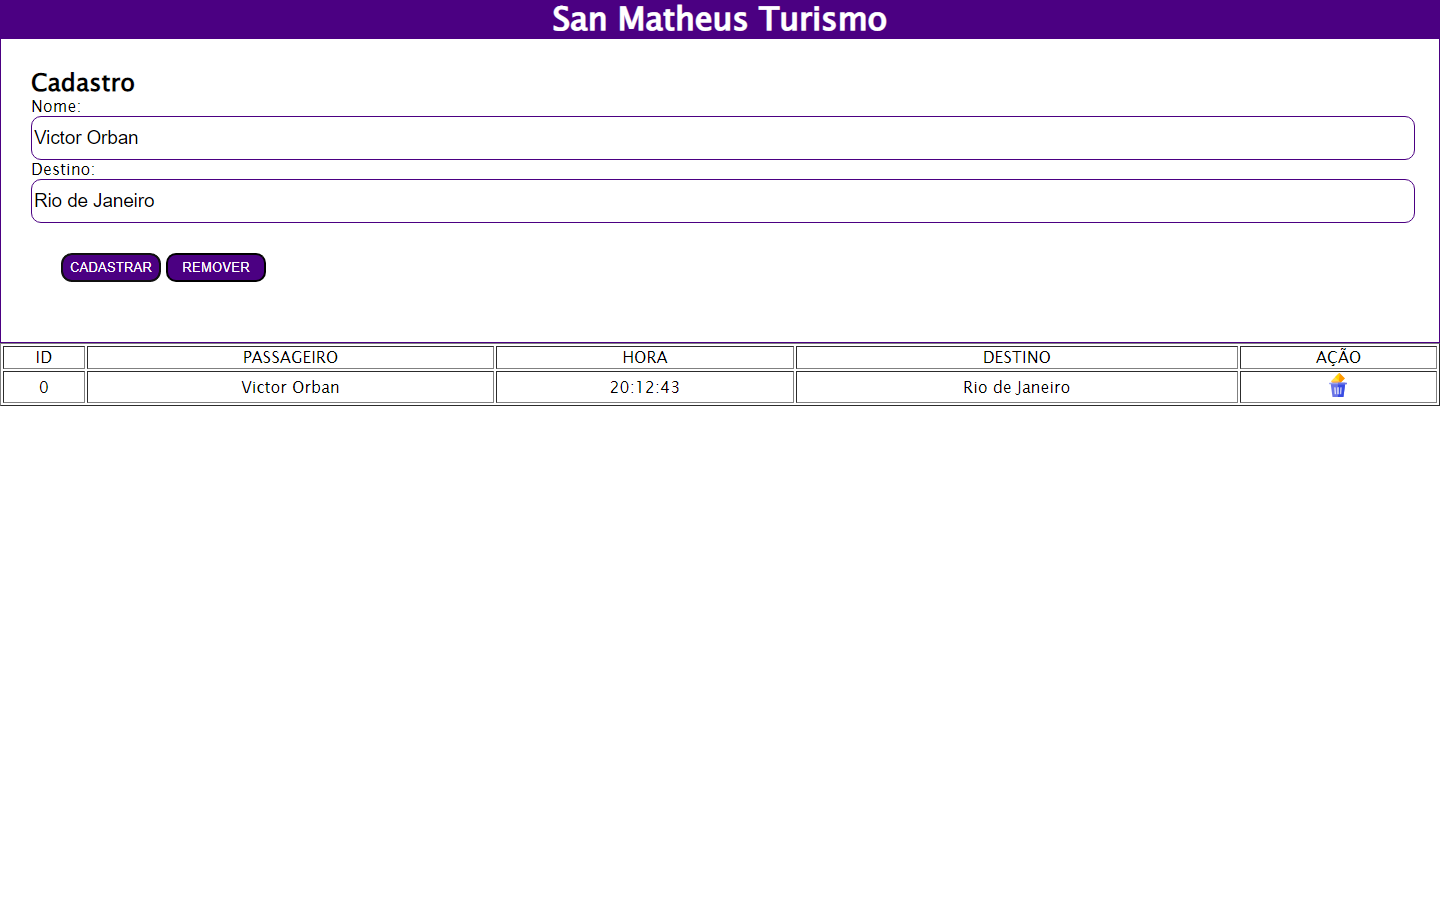 San Matheus Turismo
Cadastro
Nome:
Victor Orban
Destino:
Rio de Janeiro
CADASTRAR REMOVER
ID PASSAGEIRO HORA DESTINO AÇÃO
0 Victor Orban 20:12:43 Rio de Janeiro